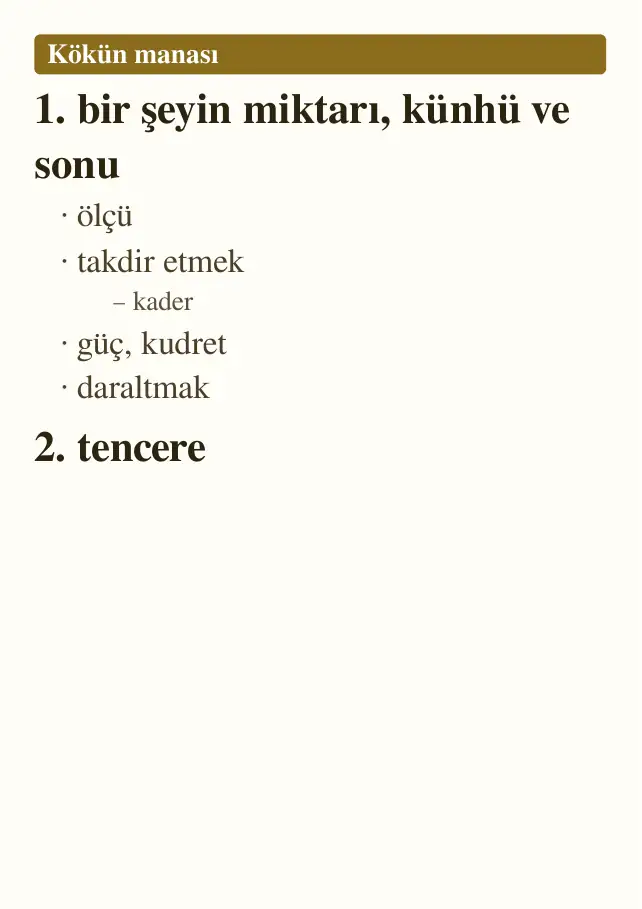 Kökün manası
1. bir şeyin miktarı, künhü ve
sonu
· ölçü
· takdir etmek
– kader
· güç, kudret
· daraltmak
2. tencere